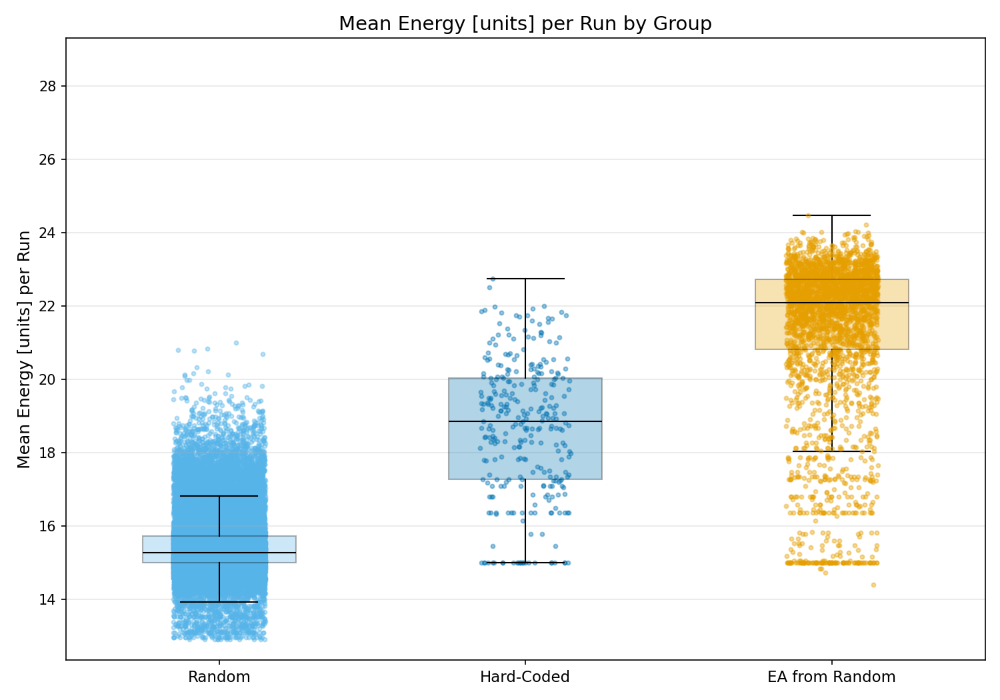 Mean Energy [units] per Run by Group
Mean Energy [units] per Run
28
26
24
22
20
18
16
14
Random
Hard-Coded
EA from Random